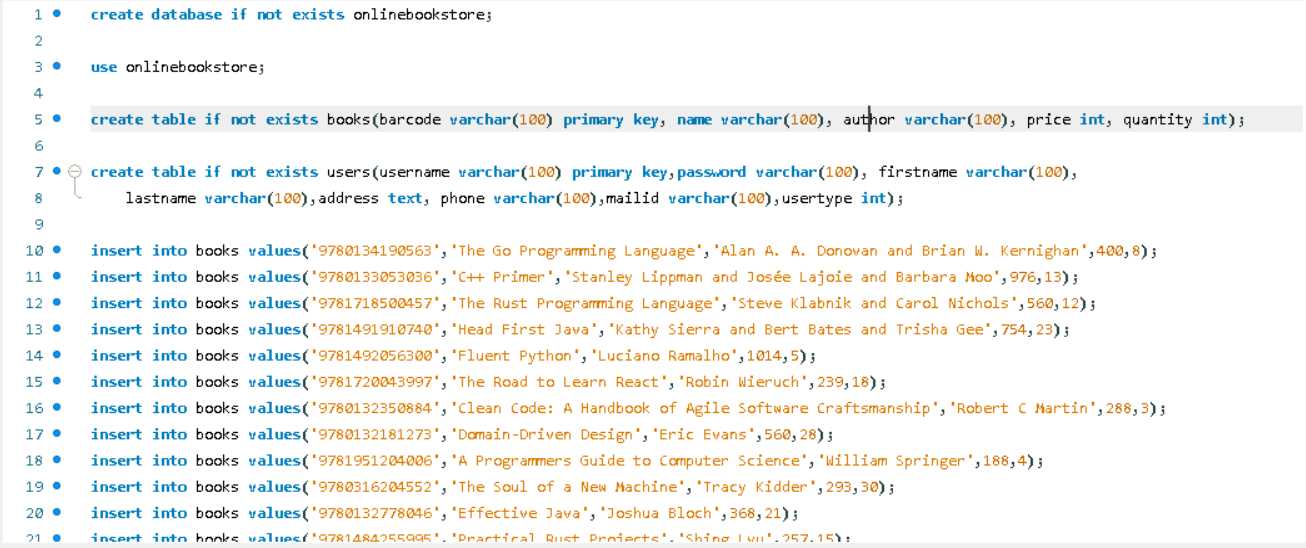 1 create database if not exists onlinebookstore;
2
3 use onlinebookstore;
4
5 create table if not exists books(barcode varchar(100) primary key, name varchar(100), author varchar(100), price int, quantity int);
6
7 create table if not exists users(username varchar(100) primary key,password varchar(100), firstname varchar(100),
8 lastname varchar(100),address text, phone varchar(100),mailid varchar(100),usertype int);
9
10 insert into books values('9780134190563','The Go Programming Language','Alan A. A. Donovan and Brian W. Kernighan',400,8);
11 insert into books values('9780133053036','C++ Primer','Stanley Lippman and Josée Lajoie and Barbara Moo',976,13);
12 insert into books values('9781718500457','The Rust Programming Language','Steve Klabnik and Carol Nichols',560,12);
13 insert into books values('9781491910740','Head First Java','Kathy Sierra and Bert Bates and Trisha Gee',754,23);
14 insert into books values('9781492056300','Fluent Python','Luciano Ramalho',1014,5);
15 insert into books values('9781720043997','The Road to Learn React','Robin Wieruch',239,18);
16 insert into books values('9780132350884','Clean Code: A Handbook of Agile Software Craftsmanship','Robert C Martin',288,3);
17 insert into books values('9780132181273','Domain-Driven Design','Eric Evans',560,28);
18 insert into books values('9781951204006','A Programmers Guide to Computer Science','William Springer',188,4);
19 insert into books values('9780316204552','The Soul of a New Machine','Tracy Kidder',293,30);
20 insert into books values('9780132778046','Effective Java','Joshua Bloch',368,21);
21 insert into books values('9781484255995','Practical Rust Projects','Shing Lyu',257,15);